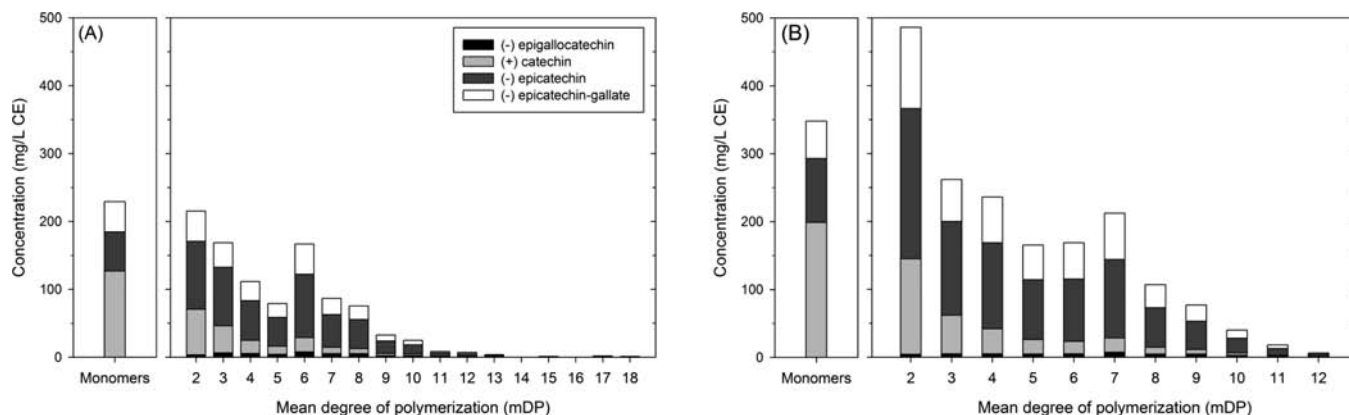 (A)
Concentration (mg/L CE)
500
400
300
200
100
0
(-) epigallocatechin
(+) catechin
(-) epicatechin
(-) epicatechin-gallate
Monomers
2 3 4 5 6 7 8 9 10 11 12 13 14 15 16 17 18
Mean degree of polymerization (mDP)
(B)
Concentration (mg/L CE)
500
400
300
200
100
0
Monomers
2 3 4 5 6 7 8 9 10 11 12
Mean degree of polymerization (mDP)